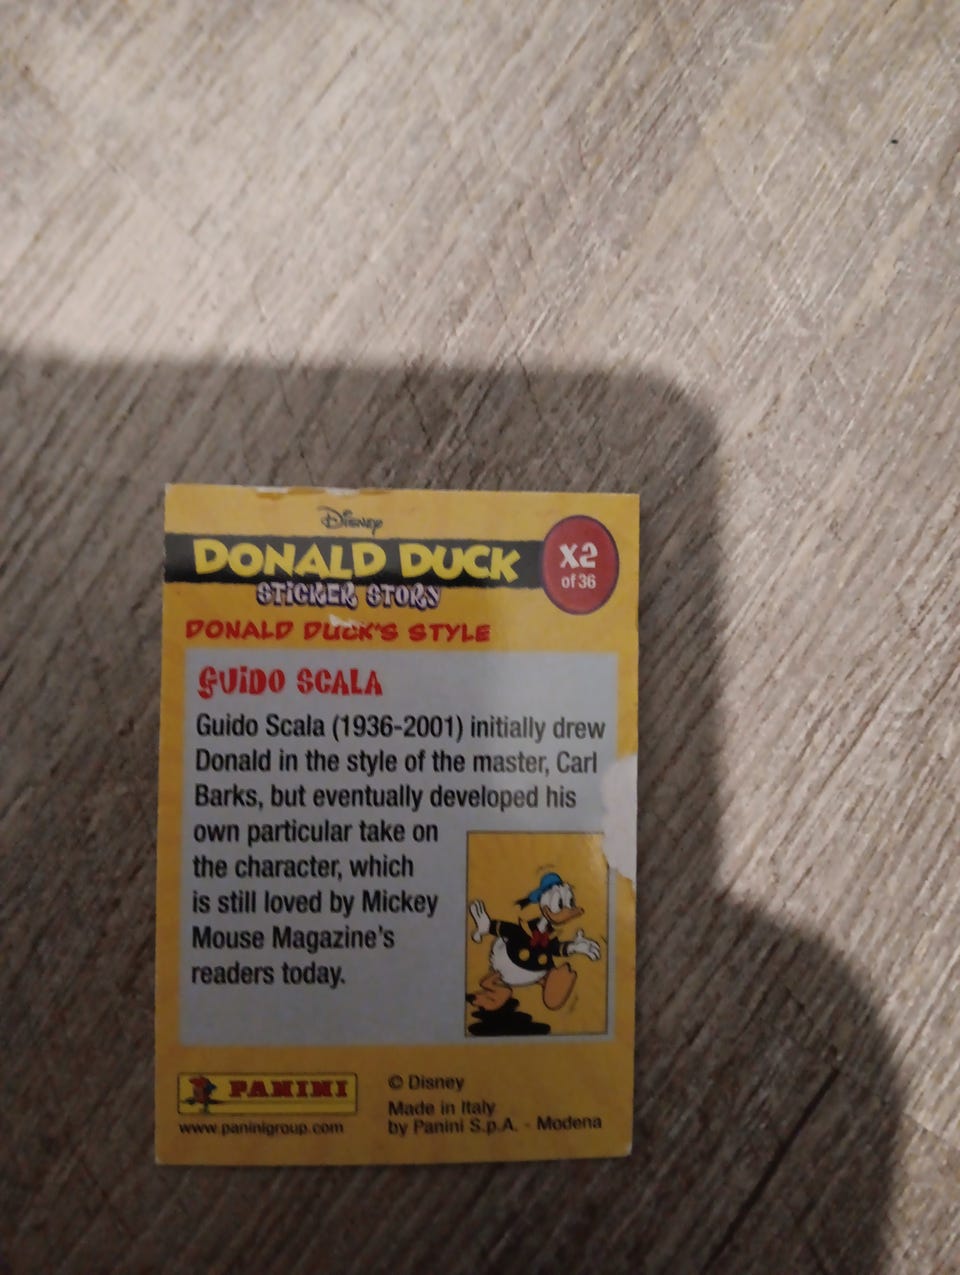 Disney
DONALD DUCK
STICKER STORY
X2
of 36
DONALD DUCK'S STYLE
GUIDO SCALA
Guido Scala (1936-2001) initially drew
Donald in the style of the master, Carl
Barks, but eventually developed his
own particular take on
the character, which
is still loved by Mickey
Mouse Magazine's
readers today.
PANINI
www.paninigroup.com
© Disney
Made in Italy
by Panini S.p.A. - Modena